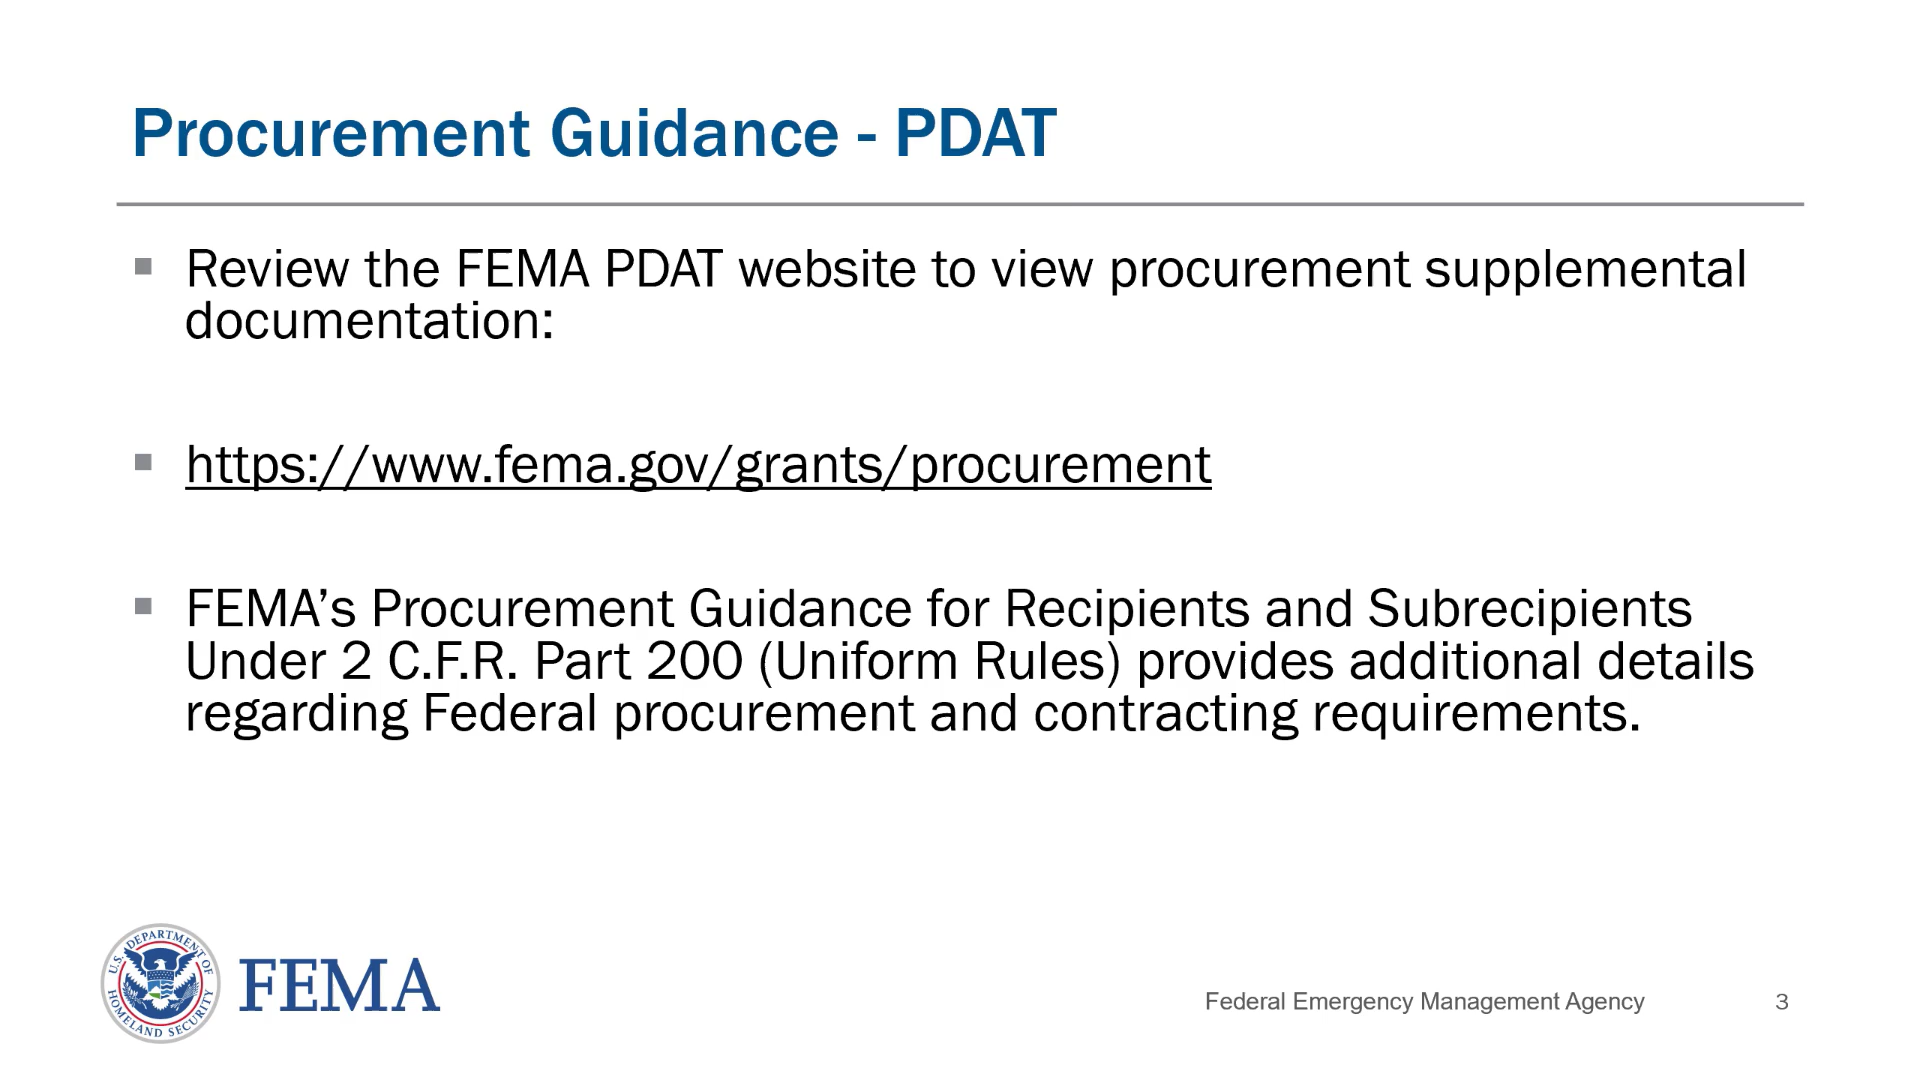 Procurement Guidance - PDAT
Review the FEMA PDAT website to view procurement supplemental
documentation:
https://www.fema.gov/grants/procurement
FEMA’s Procurement Guidance for Recipients and Subrecipients
Under 2 C.F.R. Part 200 (Uniform Rules) provides additional details
regarding Federal procurement and contracting requirements.
U.S. DEPARTMENT OF
HOMELAND SECURITY
FEMA
Federal Emergency Management Agency
3